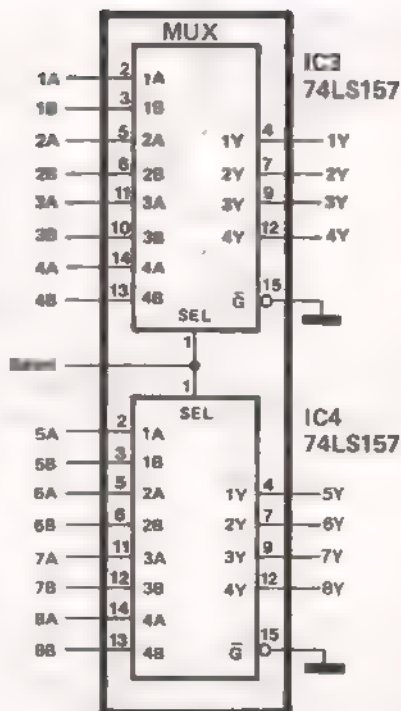 MUX
IC3
74LS157
1A 2 1A
1B 3 1B
2A 5 2A 1Y 4 1Y
2B 6 2B 2Y 7 2Y
3A 11 3A 3Y 9 3Y
3B 10 3B 4Y 12 4Y
4A 14 4A
4B 13 4B G̅ 15
SEL
1
1
SEL
IC4
74LS157
5A 2 1A
5B 3 1B
6A 5 2A 1Y 4 5Y
6B 6 2B 2Y 7 6Y
7A 11 3A 3Y 9 7Y
7B 12 3B 4Y 12 8Y
8A 14 4A
8B 13 4B G̅ 15